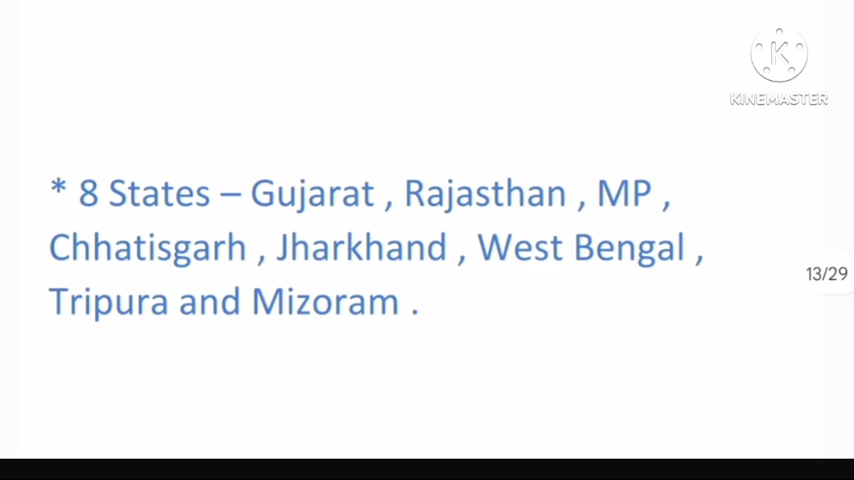 K
KINEMASTER
* 8 States – Gujarat , Rajasthan , MP ,
Chhatisgarh , Jharkhand , West Bengal ,
13/29
Tripura and Mizoram .